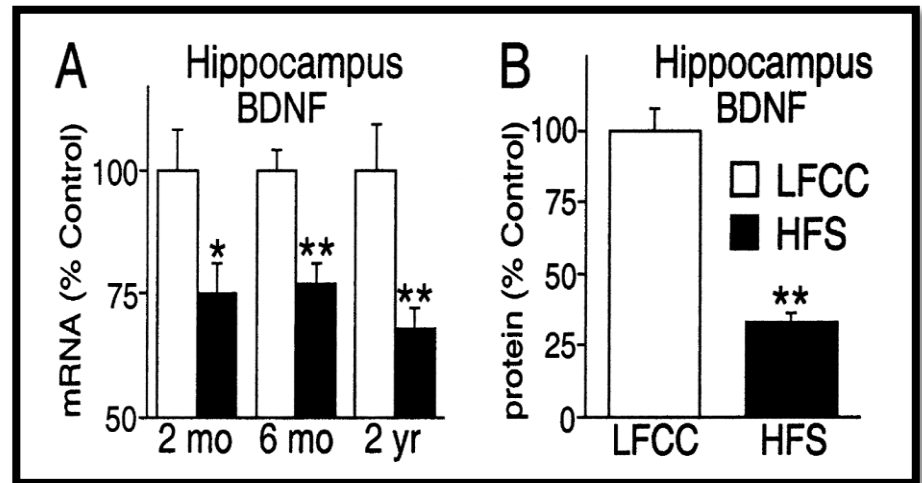 A
Hippocampus
BDNF
mRNA (% Control)
100
75
50
*
**
**
2 mo 6 mo 2 yr
B
Hippocampus
BDNF
protein (% Control)
100
75
50
25
0
LFCC
HFS
**
LFCC HFS